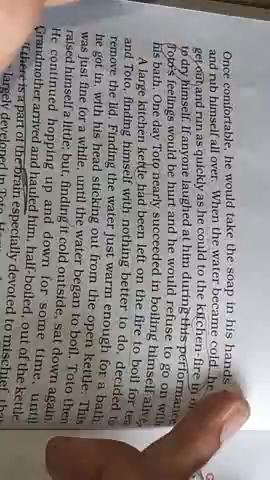 Once comfortable, he would take the soap in his hands
and rub himself all over. When the water became cold, he
get out and run as quickly as he could to the kitchen-fire
to dry himself. If anyone laughed at him during this performance
Toto's feelings would be hurt and he would refuse to go on with
his bath. One day Toto nearly succeeded in boiling himself alive.
A large kitchen kettle had been left on the fire to boil for tea
and Toto, finding himself with nothing better to do, decided to
remove the lid. Finding the water just warm enough for a bath,
he got in, with his head sticking out from the open kettle. This
was just fine for a while, until the water began to boil. Toto then
raised himself a little; but, finding it cold outside, sat down again.
He continued hopping up and down for some time, until
Grandmother arrived and hauled him, half-boiled, out of the kettle.
there is a part of the brain especially devoted to mischief,
largely developed in Toto.